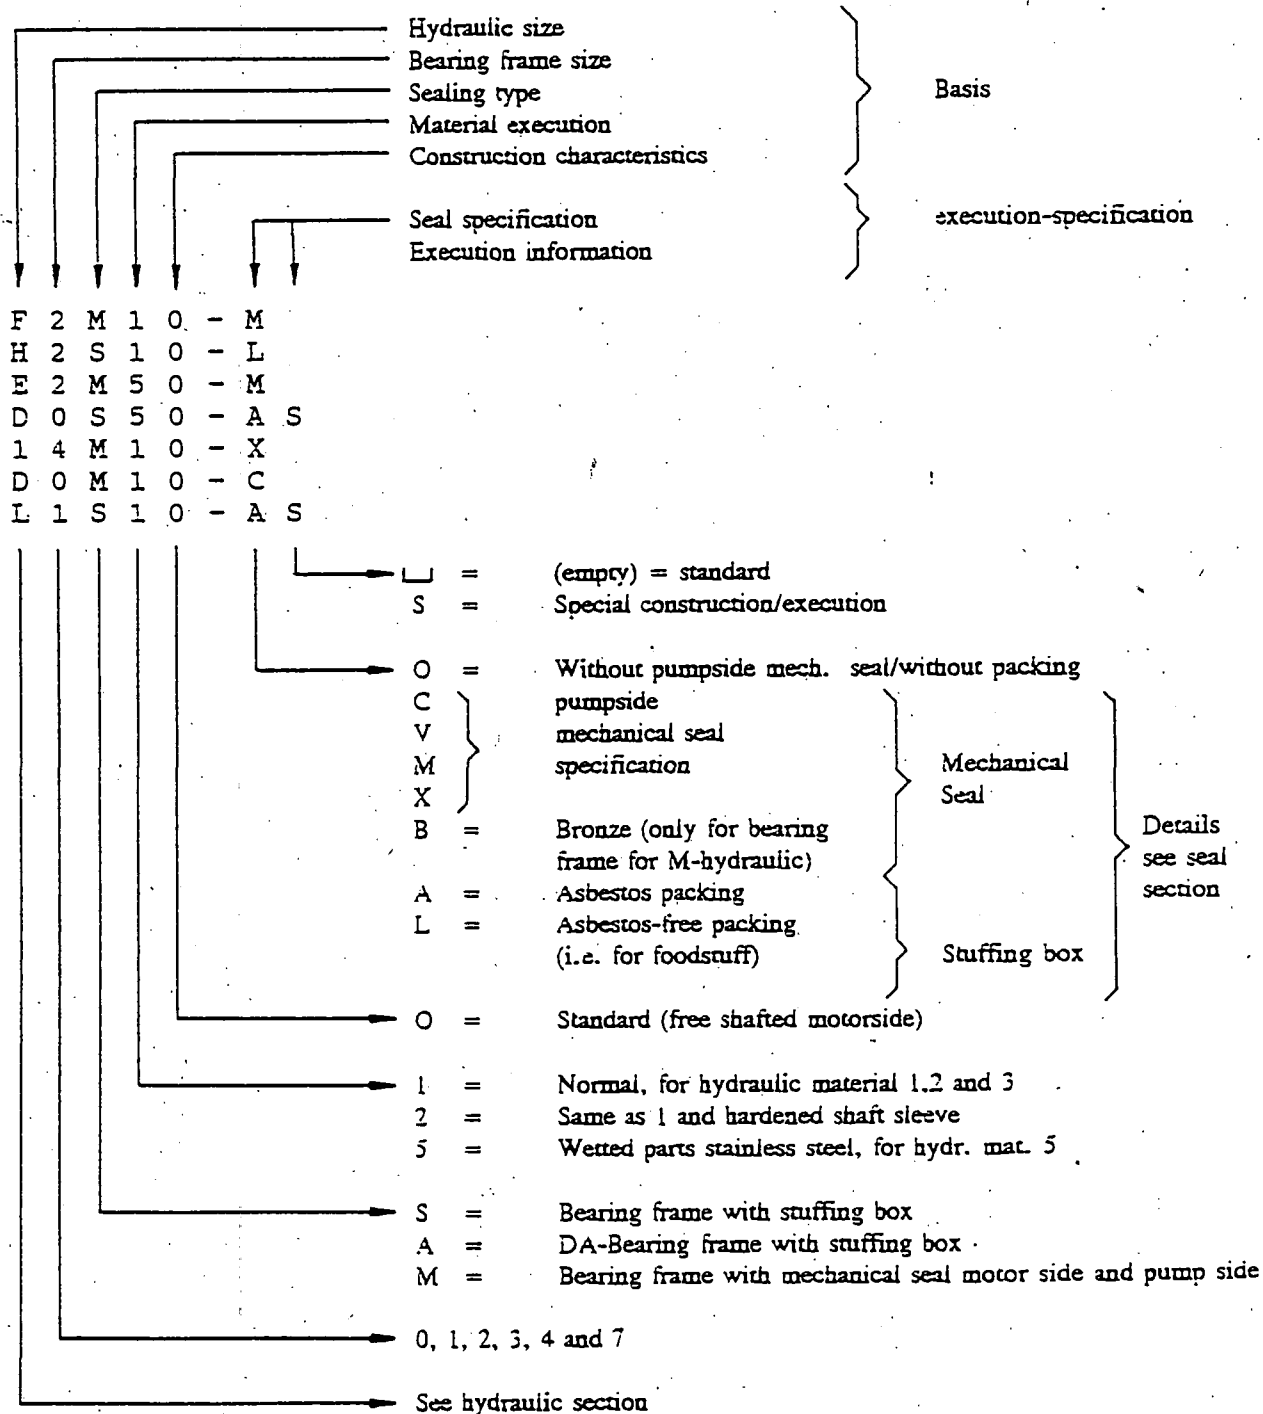 Hydraulic size
Bearing frame size
Sealing type
Material execution
Construction characteristics
Basis
Seal specification
Execution information
execution-specification
F 2 M 1 0 - M
H 2 S 1 0 - L
E 2 M 5 0 - M
D 0 S 5 0 - A S
1 4 M 1 0 - X
D 0 M 1 0 - C
L 1 S 1 0 - A S
⎵ = (empty) = standard
S = Special construction/execution
O = Without pumpside mech. seal/without packing
C pumpside
V mechanical seal
M specification
X
Mechanical
Seal
B = Bronze (only for bearing
frame for M-hydraulic)
A = Asbestos packing
L = Asbestos-free packing
(i.e. for foodstuff)
Stuffing box
Details
see seal
section
O = Standard (free shafted motorside)
1 = Normal, for hydraulic material 1.2 and 3
2 = Same as 1 and hardened shaft sleeve
5 = Wetted parts stainless steel, for hydr. mat. 5
S = Bearing frame with stuffing box
A = DA-Bearing frame with stuffing box
M = Bearing frame with mechanical seal motor side and pump side
0, 1, 2, 3, 4 and 7
See hydraulic section